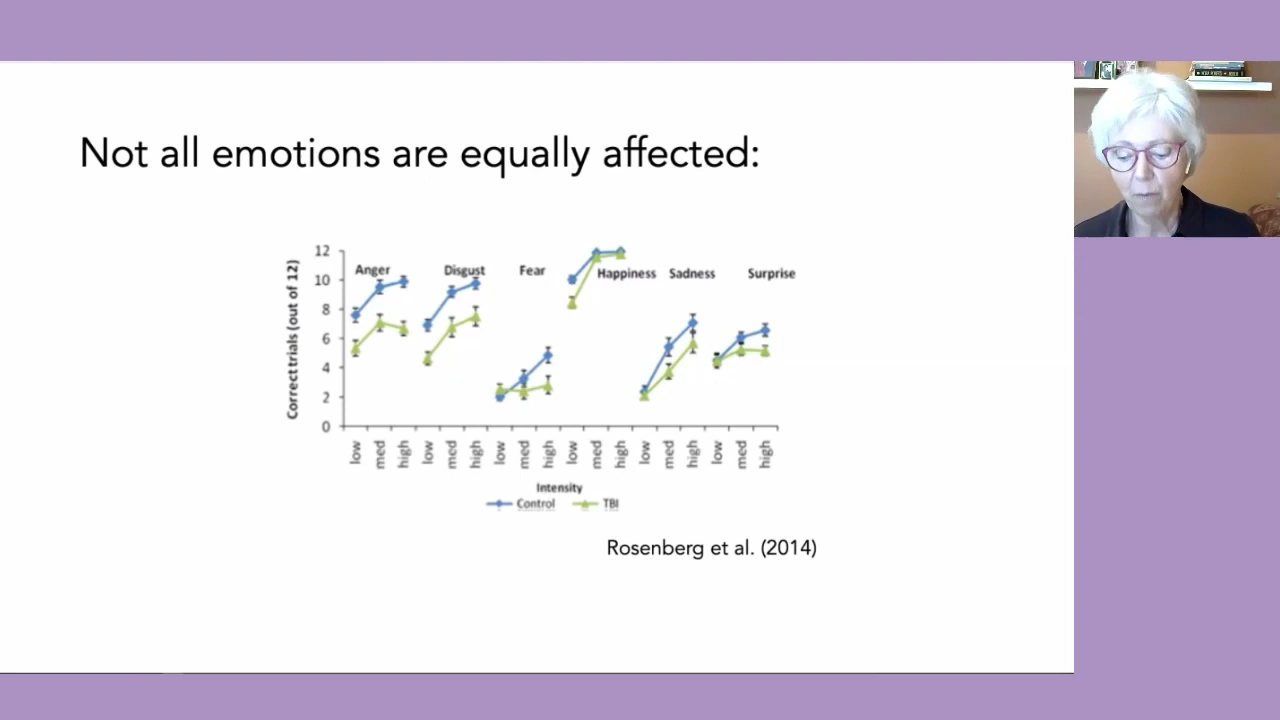 Not all emotions are equally affected:
Correct trials (out of 12)
12
10
8
6
4
2
0
Anger
Disgust
Fear
Happiness
Sadness
Surprise
low med high low med high low med high low med high low med high low med high
Intensity
Control TBI
Rosenberg et al. (2014)